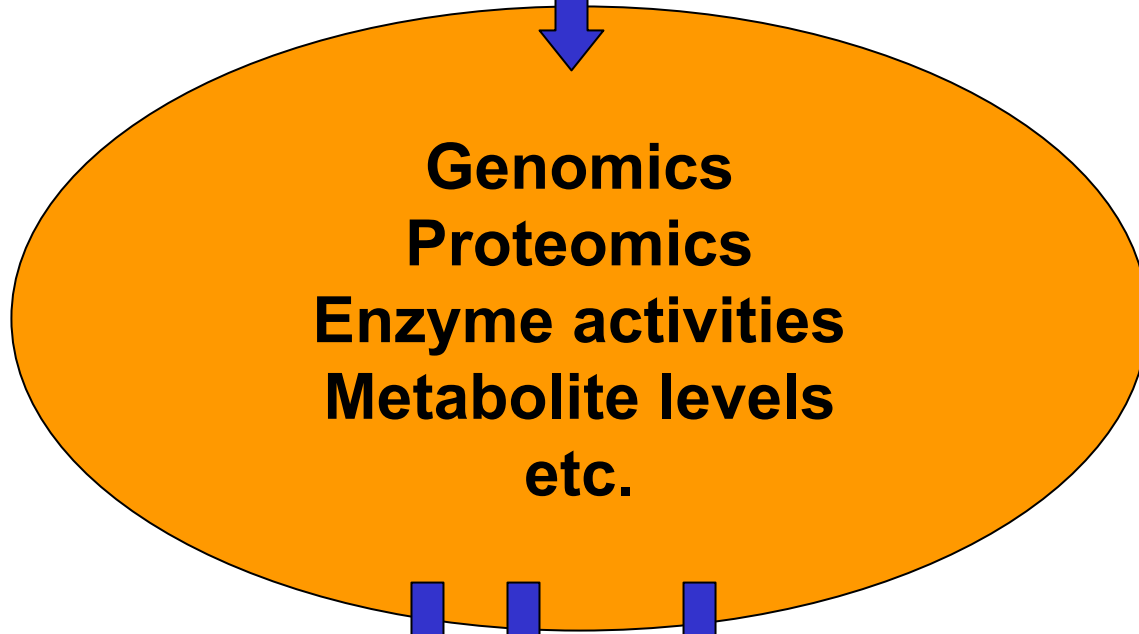 Genomics
Proteomics
Enzyme activities
Metabolite levels
etc.